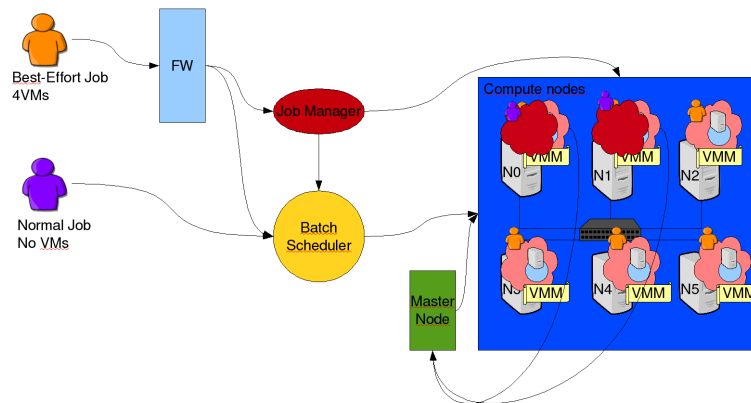 Best-Effort Job
4VMs
FW
Job Manager
Compute nodes
VMM
VMM
VMM
N0
N1
N2
Normal Job
No VMs
Batch
Scheduler
Master
Node
VMM
VMM
VMM
N3
N4
N5